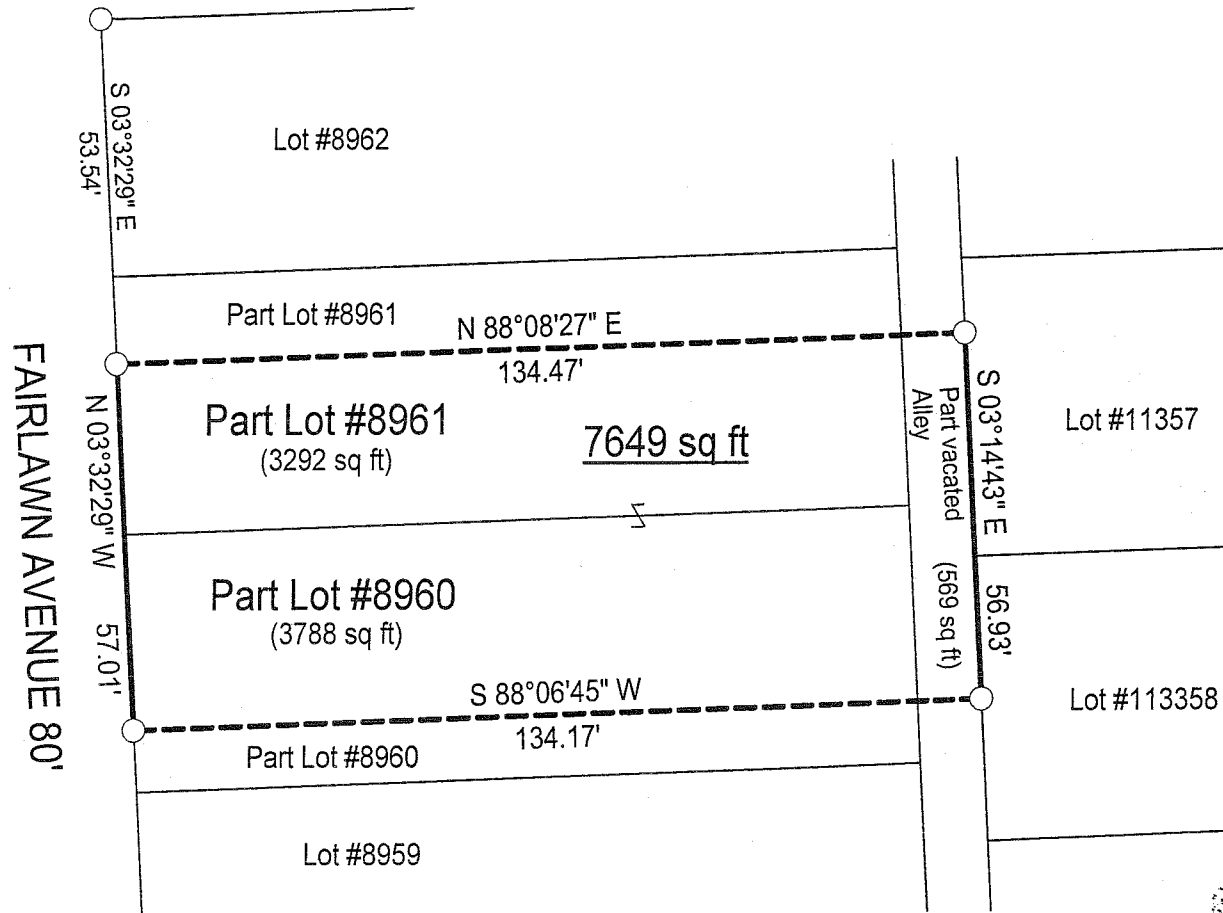 S 03°32'29" E
53.54'
Lot #8962
Part Lot #8961
N 88°08'27" E
134.47'
FAIRLAWN AVENUE 80'
N 03°32'29" W 57.01'
Part Lot #8961
(3292 sq ft)
7649 sq ft
Part vacated (569 sq ft)
Alley
S 03°14'43" E 56.93'
Lot #11357
Part Lot #8960
(3788 sq ft)
S 88°06'45" W
134.17'
Lot #113358
Part Lot #8960
Lot #8959